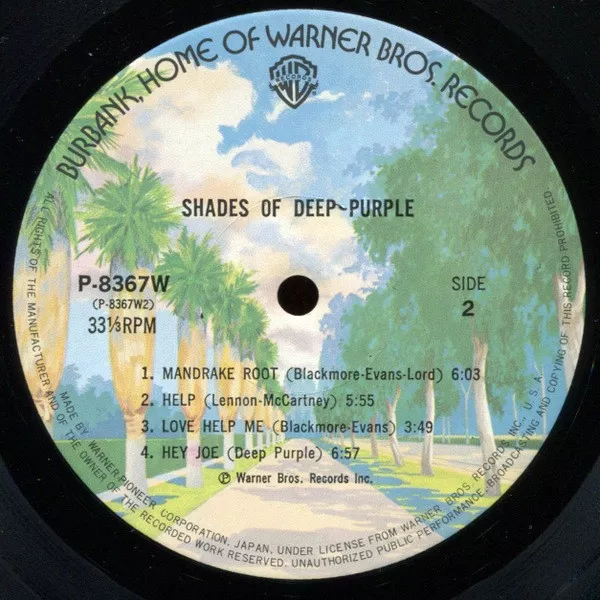 BURBANK, HOME OF WARNER BROS. RECORDS
RECORDS
SHADES OF DEEP PURPLE
P-8367W
(P-8367W2)
33⅓RPM
SIDE
2
1. MANDRAKE ROOT (Blackmore-Evans-Lord) 6:03
2. HELP (Lennon-McCartney) 5:55
3. LOVE HELP ME (Blackmore-Evans) 3:49
4. HEY JOE (Deep Purple) 6:57
℗ Warner Bros. Records Inc.
MADE BY WARNER-PIONEER CORPORATION, JAPAN, UNDER LICENSE FROM WARNER BROS RECORDS INC., U. S. A.
ALL RIGHTS OF THE MANUFACTURER AND OF THE OWNER OF THE RECORDED WORK RESERVED. UNAUTHORIZED PUBLIC PERFORMANCE, BROADCASTING AND COPYING OF THIS RECORD PROHIBITED